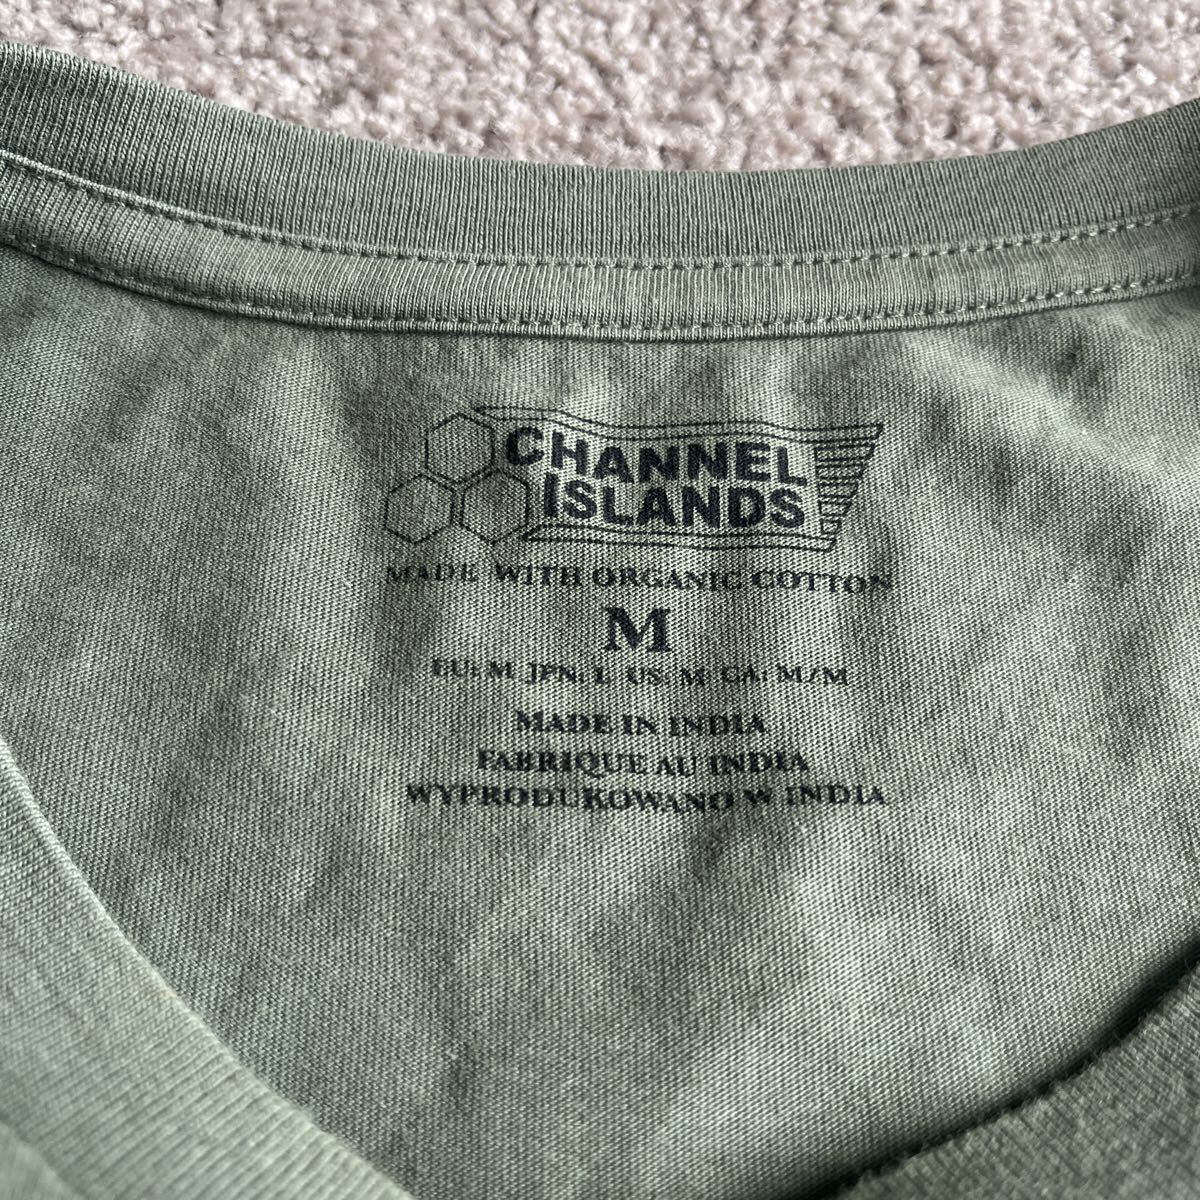 CHANNEL
ISLANDS
MADE WITH ORGANIC COTTON
M
EU: M JPN: L US: M CA: M/M
MADE IN INDIA
FABRIQUE AU INDIA
WYPRODUKOWANO W INDIA